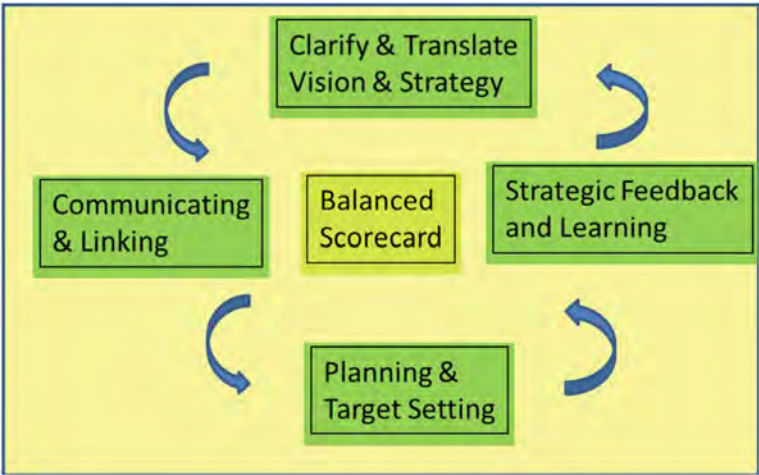 Clarify & Translate
Vision & Strategy
Communicating
& Linking
Balanced
Scorecard
Strategic Feedback
and Learning
Planning &
Target Setting